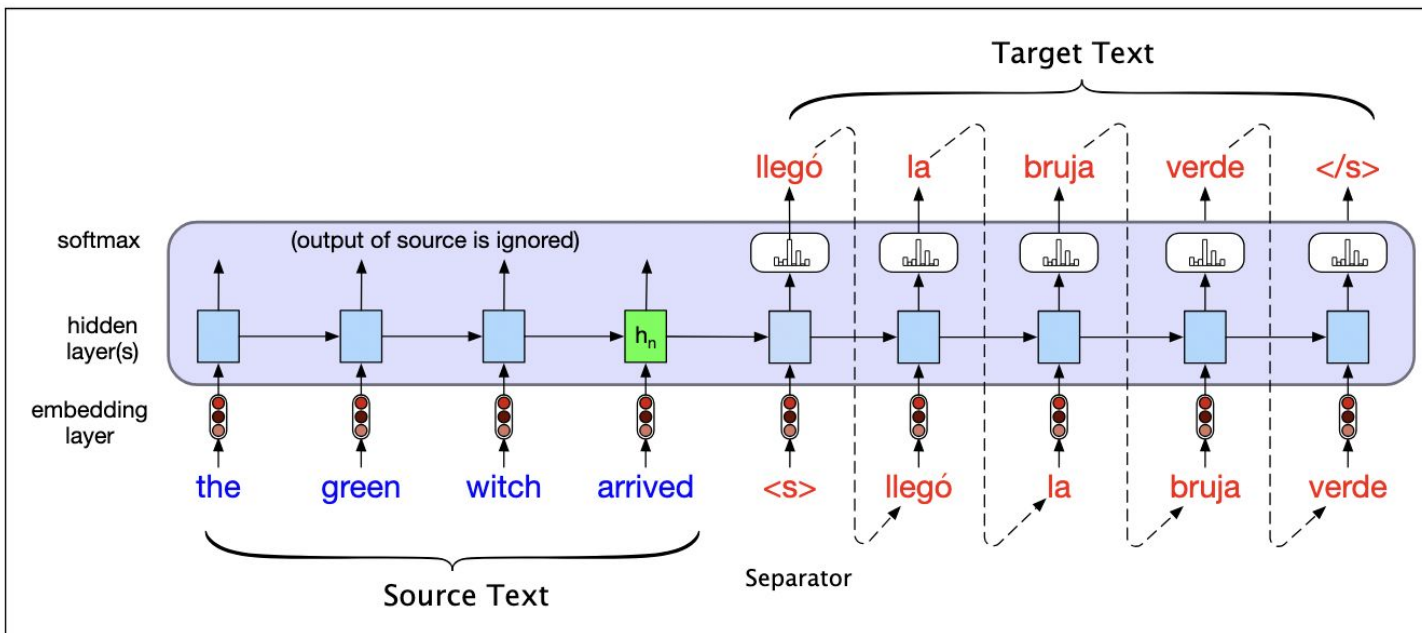 Target Text
llegó la bruja verde </s>
softmax (output of source is ignored)
hidden
layer(s)
hn
embedding
layer
the green witch arrived <s> llegó la bruja verde
Separator
Source Text